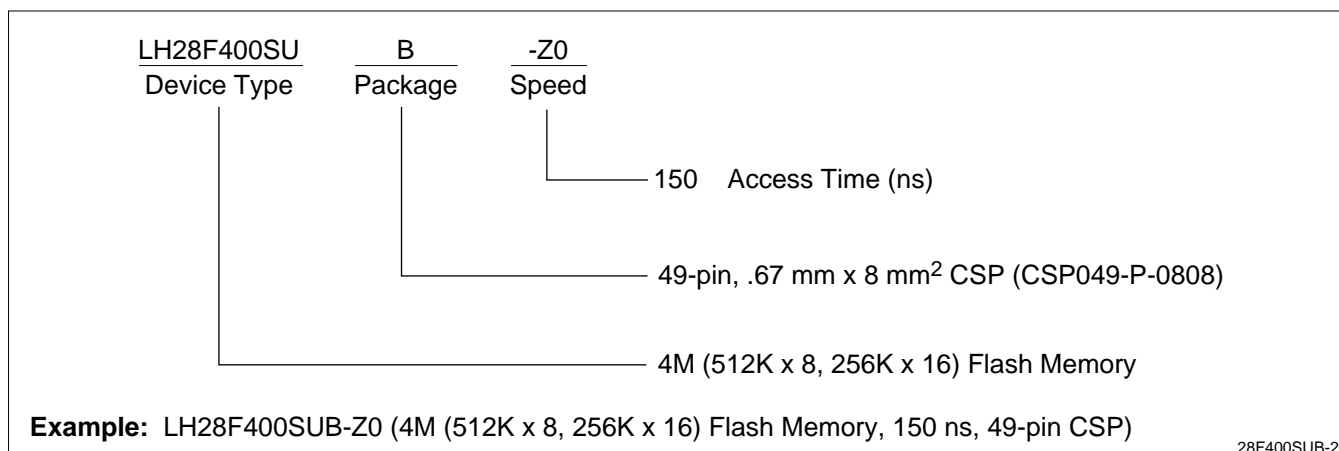 LH28F400SU B -Z0
Device Type Package Speed
150 Access Time (ns)
49-pin, .67 mm x 8 mm2 CSP (CSP049-P-0808)
4M (512K x 8, 256K x 16) Flash Memory
Example: LH28F400SUB-Z0 (4M (512K x 8, 256K x 16) Flash Memory, 150 ns, 49-pin CSP)
28F400SUB-2